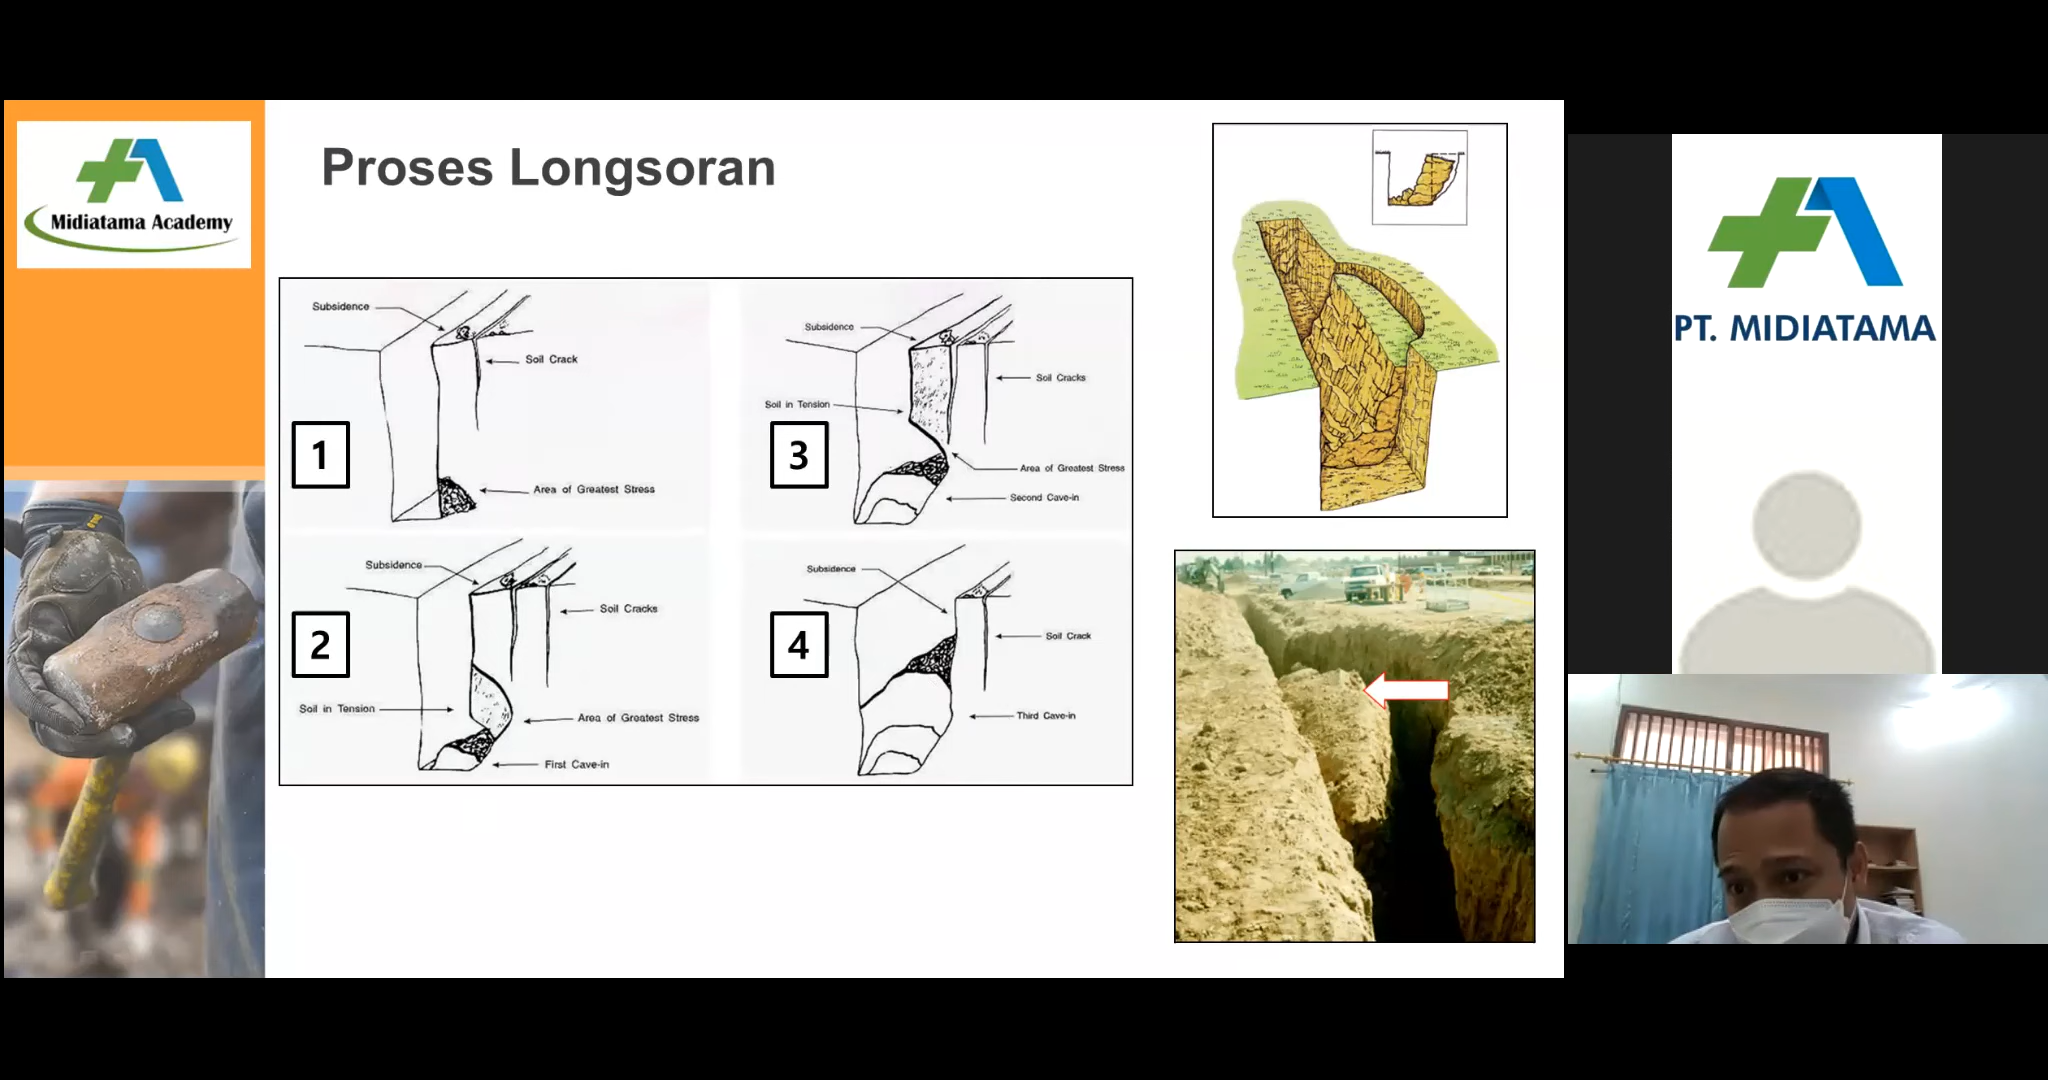 Midiatama Academy
Proses Longsoran
Subsidence
Soil Crack
1
Area of Greatest Stress
Subsidence
Soil Cracks
2
Soil in Tension
Area of Greatest Stress
First Cave-in
Subsidence
Soil Cracks
Soil in Tension
3
Area of Greatest Stress
Second Cave-in
Subsidence
Soil Crack
4
Third Cave-in
PT. MIDIATAMA